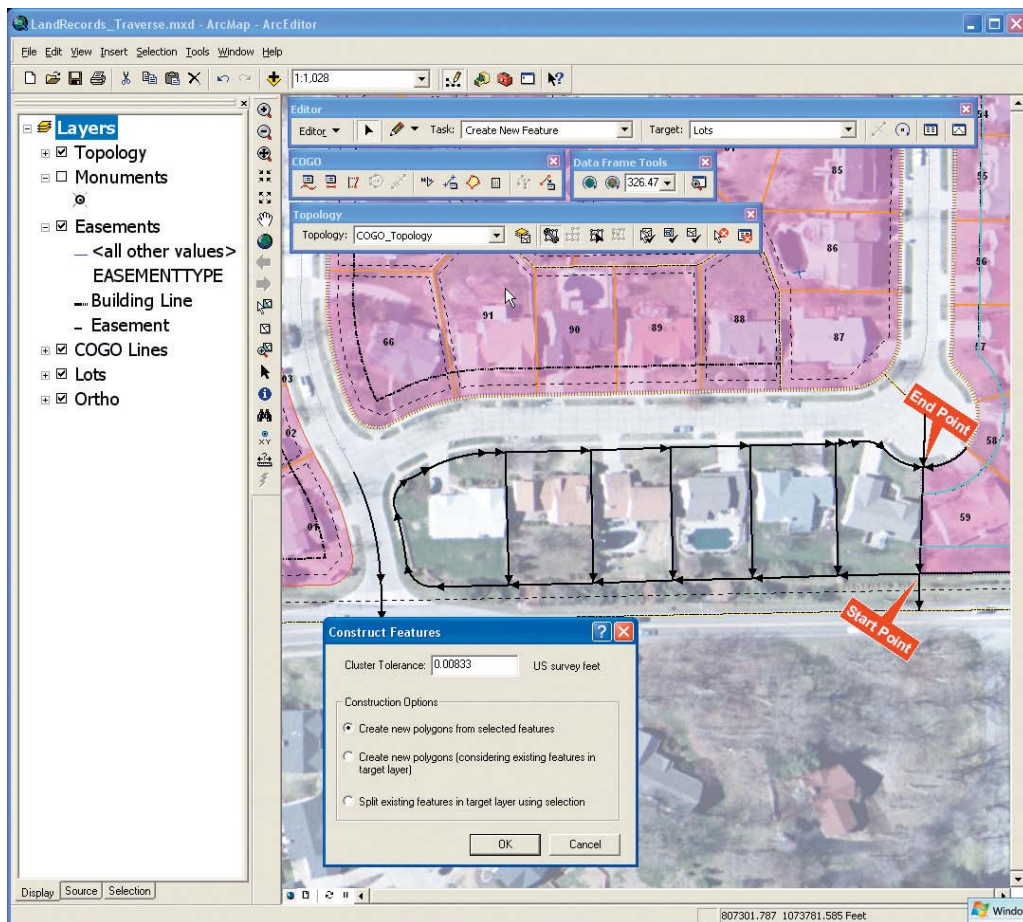 LandRecords_Traverse.mxd - ArcMap - ArcEditor
File Edit View Insert Selection Tools Window Help
1:1,028
Layers
Topology
Monuments
Easements
<all other values>
EASEMENTTYPE
Building Line
Easement
COGO Lines
Lots
Ortho
Editor
Editor Task: Create New Feature Target: Lots
COGO
Data Frame Tools
326.47
Topology
Topology: COGO_Topology
85
86
91
90
89
88
87
66
58
59
End Point
Start Point
Construct Features
Cluster Tolerance: 0.00833 US survey feet
Construction Options
Create new polygons from selected features
Create new polygons (considering existing features in
target layer)
Split existing features in target layer using selection
OK Cancel
Display Source Selection
807301.787 1073781.585 Feet
Windo